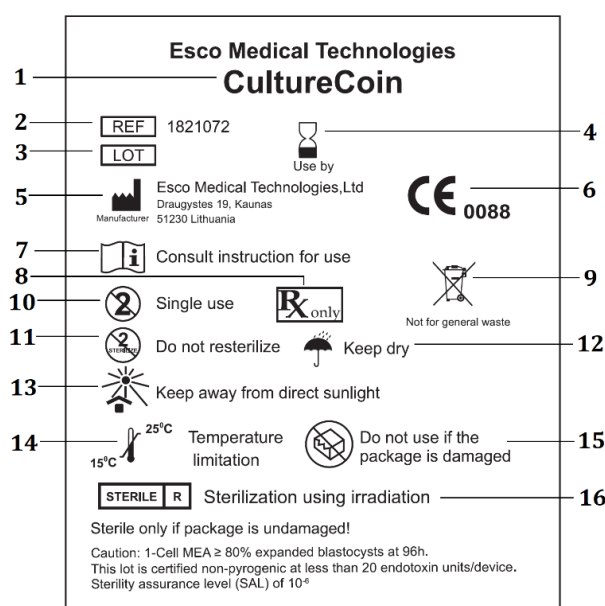 Esco Medical Technologies
1 CultureCoin
2 REF 1821072
3 LOT
4
Use by
5 Esco Medical Technologies,Ltd
Draugystes 19, Kaunas
Manufacturer 51230 Lithuania
6 CE 0088
7 Consult instruction for use
8 Rx only
9
Not for general waste
10 2 Single use
11 2 STERILIZE Do not resterilize
Keep dry 12
13 Keep away from direct sunlight
14 15⁰C 25⁰C Temperature
limitation
Do not use if the 15
package is damaged
STERILE R Sterilization using irradiation 16
Sterile only if package is undamaged!
Caution: 1-Cell MEA ≥ 80% expanded blastocysts at 96h.
This lot is certified non-pyrogenic at less than 20 endotoxin units/device.
Sterility assurance level (SAL) of 10⁻⁶